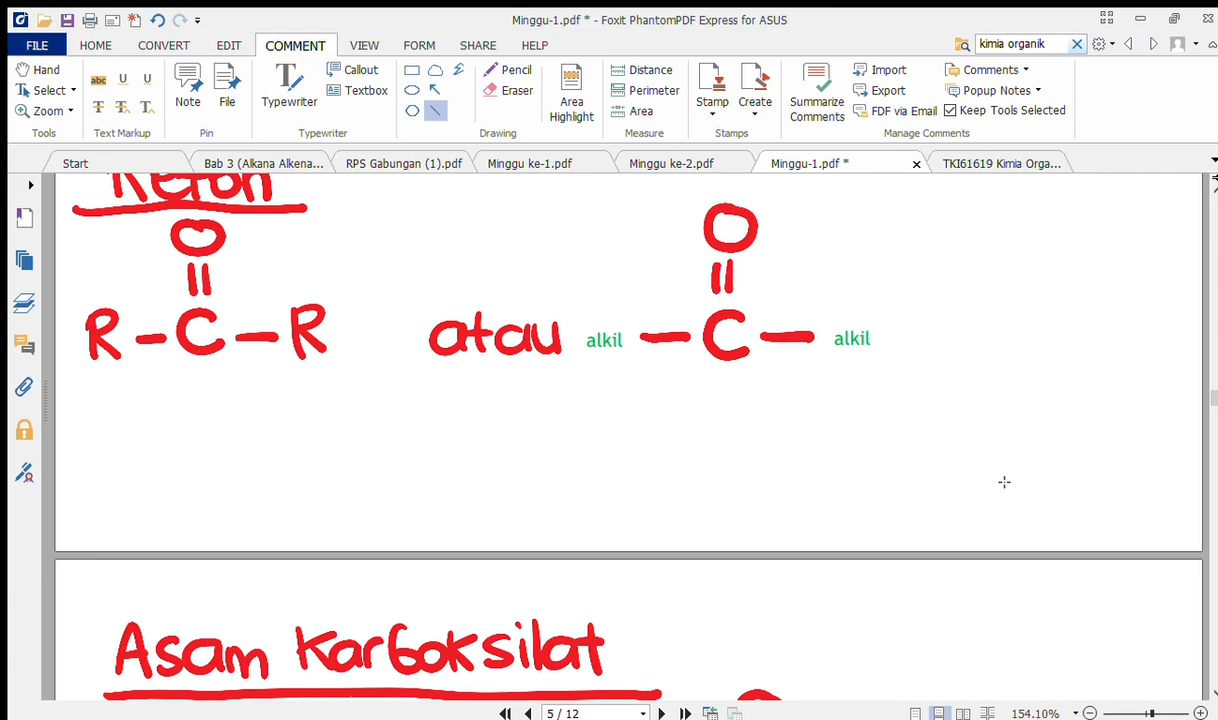 Minggu-1.pdf * - Foxit PhantomPDF Express for ASUS
FILE HOME CONVERT EDIT COMMENT VIEW FORM SHARE HELP kimia organik
Hand
Select
Zoom
Tools
abc U U
T T T
Text Markup
Note File
Pin
Typewriter
Callout
Textbox
Typewriter
Pencil
Eraser
Area Highlight
Drawing
Distance
Perimeter
Area
Measure
Stamp Create
Stamps
Summarize Comments
Import
Export
FDF via Email
Comments
Popup Notes
Keep Tools Selected
Manage Comments
Start Bab 3 (Alkana Alkena... RPS Gabungan (1).pdf Minggu ke-1.pdf Minggu ke-2.pdf Minggu-1.pdf * TKI61619 Kimia Orga...
Keton
O O
R - C - R atau alkil - C - alkil
Asam Karboksilat
5 / 12 154.10%